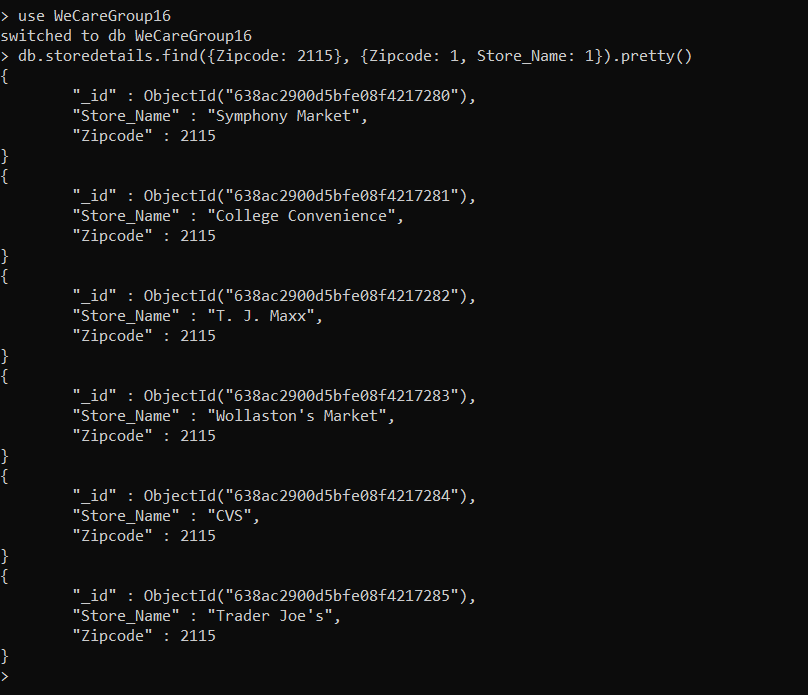 > use WeCareGroup16
switched to db WeCareGroup16
> db.storedetails.find({Zipcode: 2115}, {Zipcode: 1, Store_Name: 1}).pretty()
{
        "_id" : ObjectId("638ac2900d5bfe08f4217280"),
        "Store_Name" : "Symphony Market",
        "Zipcode" : 2115
}
{
        "_id" : ObjectId("638ac2900d5bfe08f4217281"),
        "Store_Name" : "College Convenience",
        "Zipcode" : 2115
}
{
        "_id" : ObjectId("638ac2900d5bfe08f4217282"),
        "Store_Name" : "T. J. Maxx",
        "Zipcode" : 2115
}
{
        "_id" : ObjectId("638ac2900d5bfe08f4217283"),
        "Store_Name" : "Wollaston's Market",
        "Zipcode" : 2115
}
{
        "_id" : ObjectId("638ac2900d5bfe08f4217284"),
        "Store_Name" : "CVS",
        "Zipcode" : 2115
}
{
        "_id" : ObjectId("638ac2900d5bfe08f4217285"),
        "Store_Name" : "Trader Joe's",
        "Zipcode" : 2115
}
>